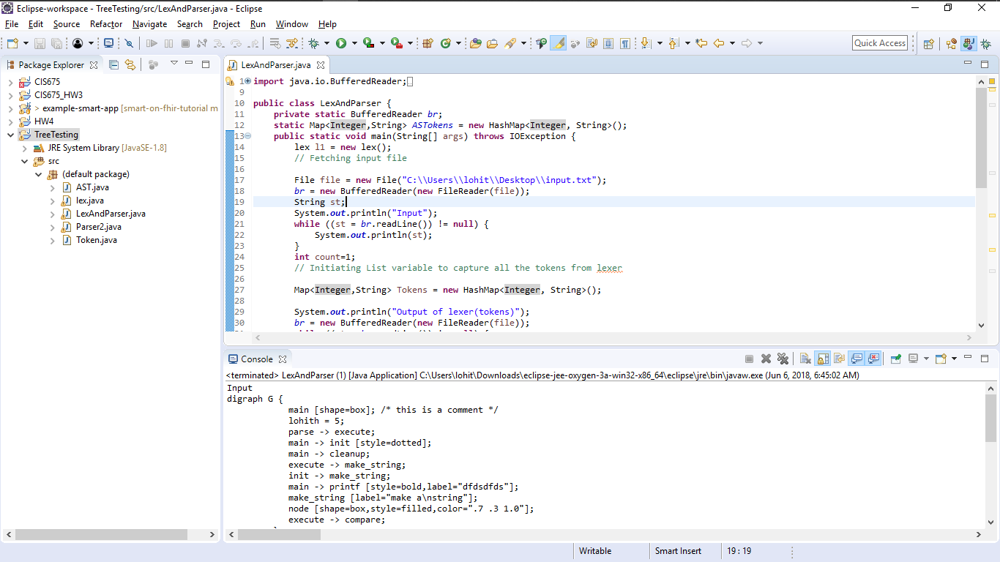 Eclipse-workspace - TreeTesting/src/LexAndParser.java - Eclipse
File Edit Source Refactor Navigate Search Project Run Window Help
Quick Access
Package Explorer
CIS675
CIS675_HW3
> example-smart-app [smart-on-fhir-tutorial m
HW4
TreeTesting
JRE System Library [JavaSE-1.8]
src
(default package)
AST.java
lex.java
LexAndParser.java
Parser2.java
Token.java
LexAndParser.java
1 import java.io.BufferedReader;
9
10 public class LexAndParser {
11 private static BufferedReader br;
12 static Map<Integer,String> ASTokens = new HashMap<Integer, String>();
13 public static void main(String[] args) throws IOException {
14 lex l1 = new lex();
15 // Fetching input file
16
17 File file = new File("C:\\Users\\lohit\\Desktop\\input.txt");
18 br = new BufferedReader(new FileReader(file));
19 String st;
20 System.out.println("Input");
21 while ((st = br.readLine()) != null) {
22 System.out.println(st);
23 }
24 int count=1;
25 // Initiating List variable to capture all the tokens from lexer
26
27 Map<Integer,String> Tokens = new HashMap<Integer, String>();
28
29 System.out.println("Output of lexer(tokens)");
30 br = new BufferedReader(new FileReader(file));
Console
<terminated> LexAndParser (1) [Java Application] C:\Users\lohit\Downloads\eclipse-jee-oxygen-3a-win32-x86_64\eclipse\jre\bin\javaw.exe (Jun 6, 2018, 6:45:02 AM)
Input
digraph G {
main [shape=box]; /* this is a comment */
lohith = 5;
parse -> execute;
main -> init [style=dotted];
main -> cleanup;
execute -> make_string;
init -> make_string;
main -> printf [style=bold,label="dfdsdfds"];
make_string [label="make a\nstring"];
node [shape=box,style=filled,color=".7 .3 1.0"];
execute -> compare;
Writable
Smart Insert
19 : 19